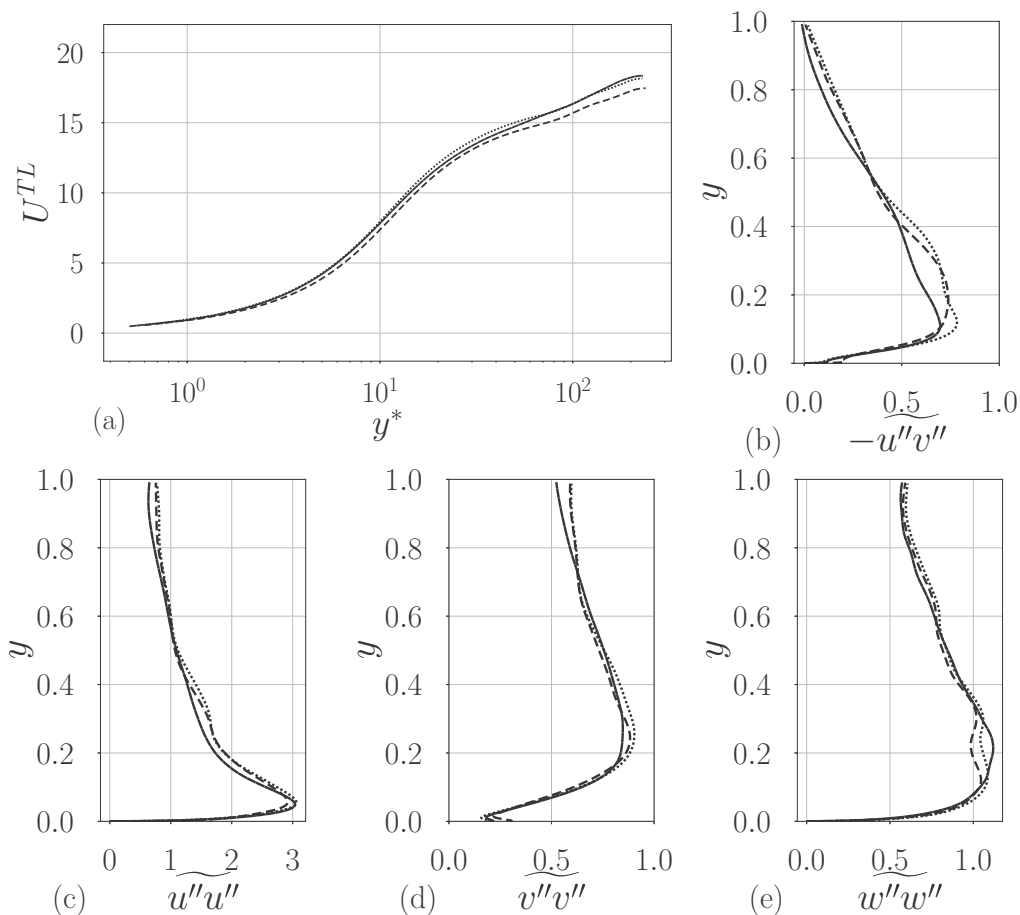 20
15
10
5
0
U^{TL}
10^0 10^1 10^2
y^*
(a)
1.0
0.8
0.6
0.4
0.2
0.0
y
0.0 0.5 1.0
−\widetilde{u''v''}
(b)
1.0
0.8
0.6
0.4
0.2
0.0
y
0 1 2 3
\widetilde{u''u''}
(c)
1.0
0.8
0.6
0.4
0.2
0.0
y
0.0 0.5 1.0
\widetilde{v''v''}
(d)
1.0
0.8
0.6
0.4
0.2
0.0
y
0.0 0.5 1.0
\widetilde{w''w''}
(e)